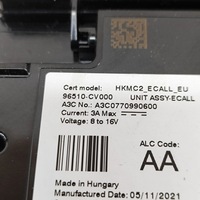 Cert model: HKMC2_ECALL_EU
96510-CV000 UNIT ASSY-ECALL
A3C No.: A3C0770990600
Current: 3A Max
Voltage: 8 to 16V
ALC Code:
AA
Made in Hungary
Manufactured Date 05/11/2021